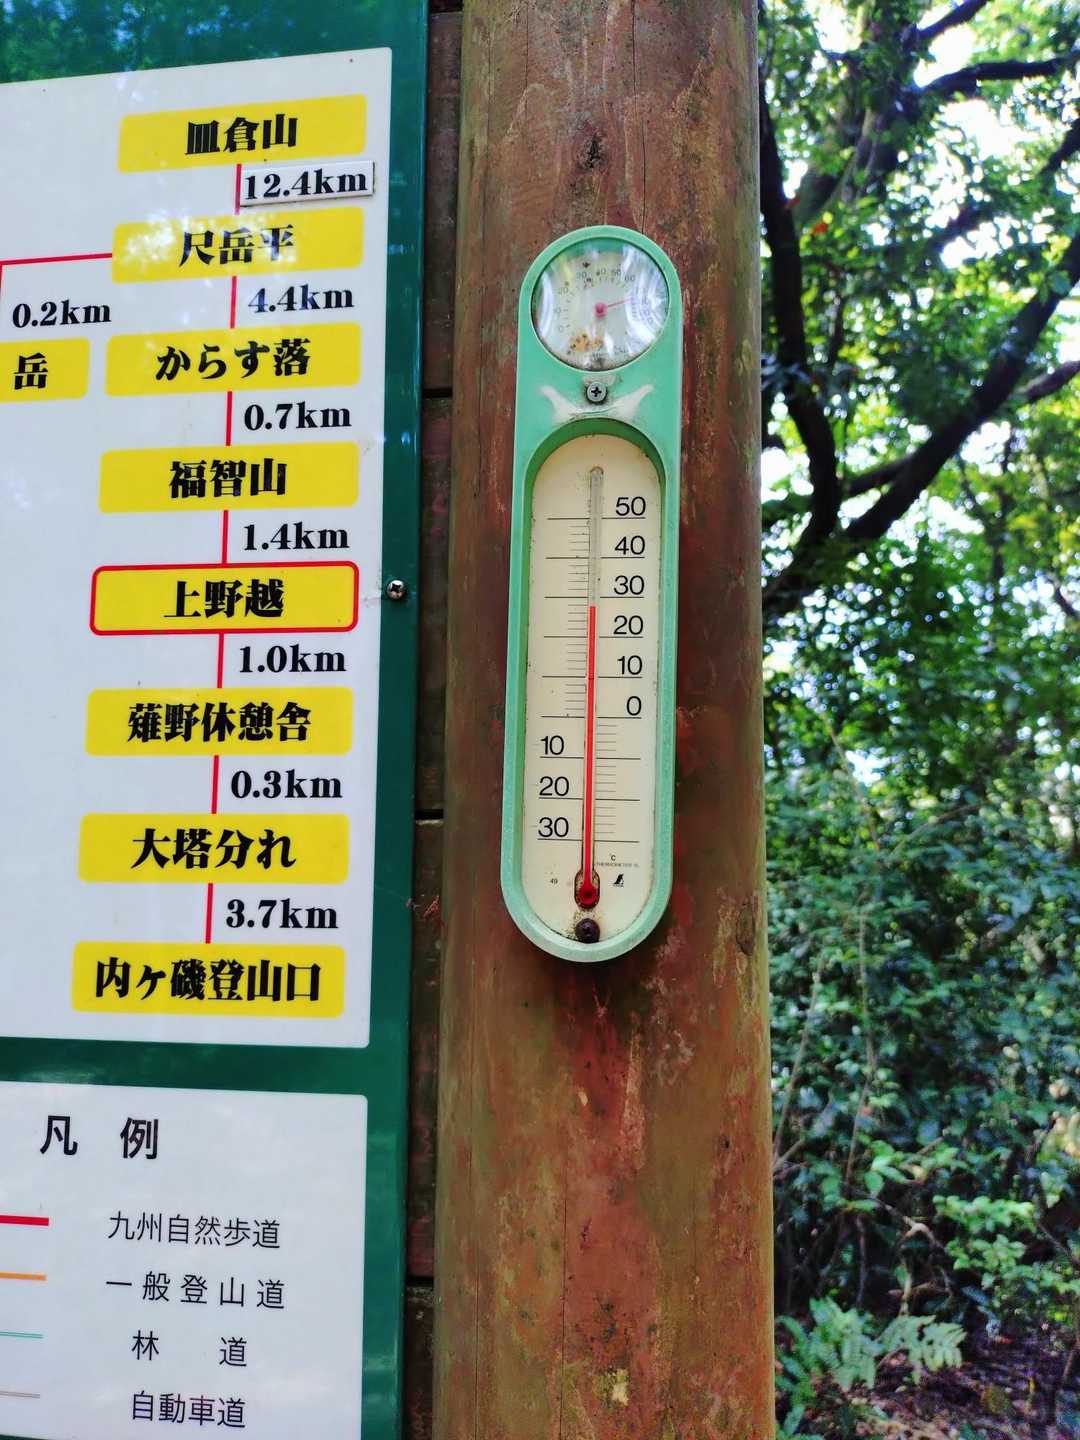 皿倉山
12.4km
尺岳平
0.2km
4.4km
岳
からす落
0.7km
福智山
1.4km
上野越
1.0km
薙野休憩舎
0.3km
大塔分れ
3.7km
内ヶ磯登山口
凡 例
九州自然歩道
一般登山道
林 道
自動車道
50
40
30
20
10
0
10
20
30
℃
49